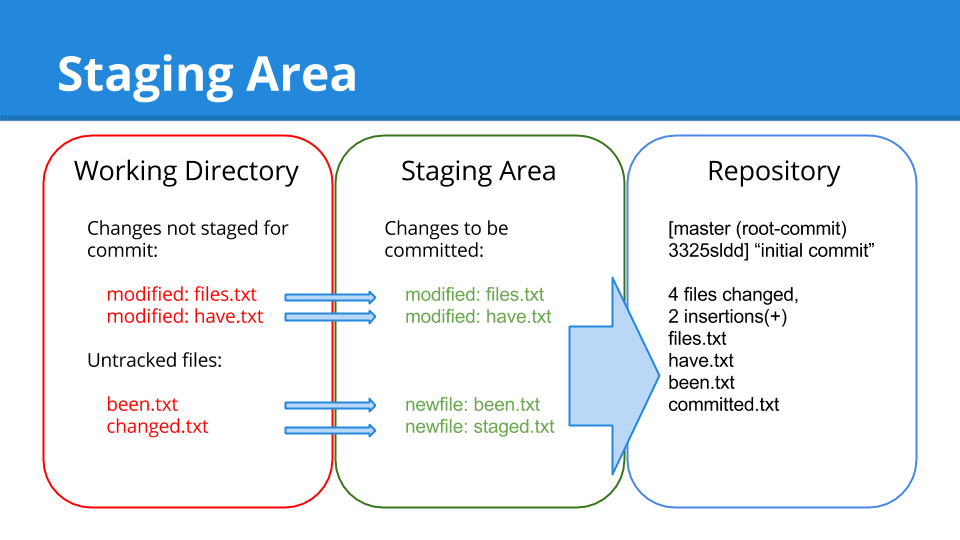 Staging Area
Working Directory
Changes not staged for
commit:
modified: files.txt
modified: have.txt
Untracked files:
been.txt
changed.txt
Staging Area
Changes to be
committed:
modified: files.txt
modified: have.txt
newfile: been.txt
newfile: staged.txt
Repository
[master (root-commit)
3325sldd] “initial commit”
4 files changed,
2 insertions(+)
files.txt
have.txt
been.txt
committed.txt